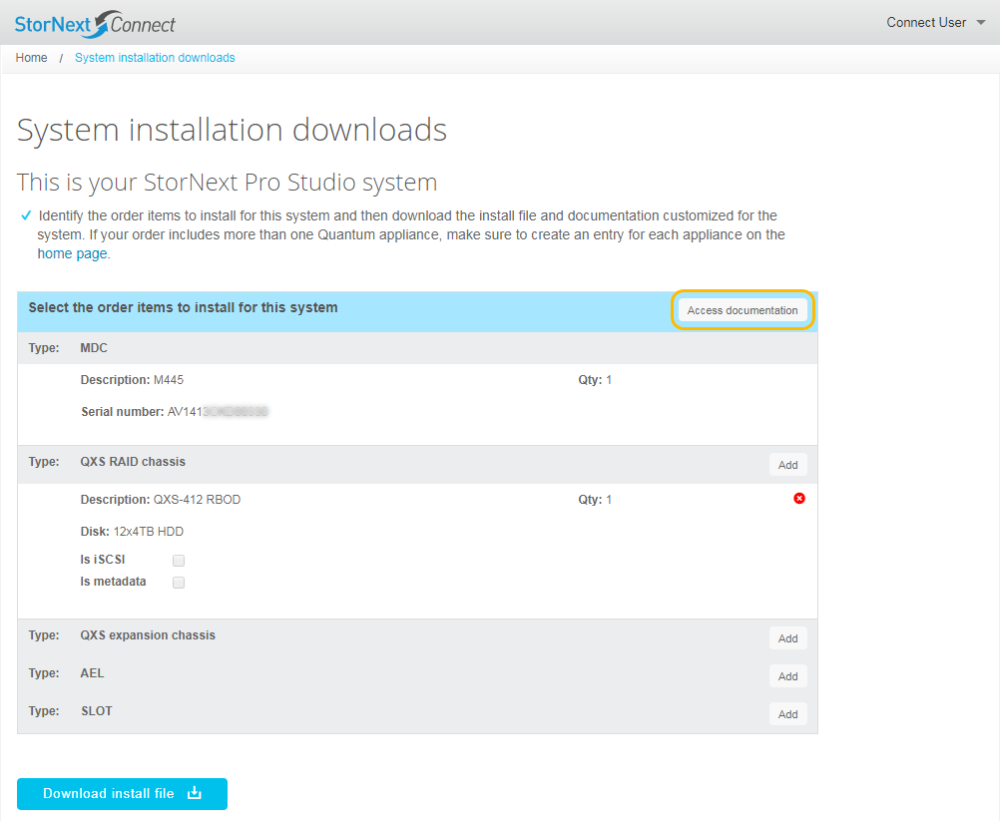 StorNext Connect
Connect User
Home / System installation downloads
System installation downloads
This is your StorNext Pro Studio system
Identify the order items to install for this system and then download the install file and documentation customized for the
system. If your order includes more than one Quantum appliance, make sure to create an entry for each appliance on the
home page.
Select the order items to install for this system
Access documentation
Type: MDC
Description: M445 Qty: 1
Serial number: AV141
Type: QXS RAID chassis Add
Description: QXS-412 RBOD Qty: 1
Disk: 12x4TB HDD
Is iSCSI
Is metadata
Type: QXS expansion chassis Add
Type: AEL Add
Type: SLOT Add
Download install file